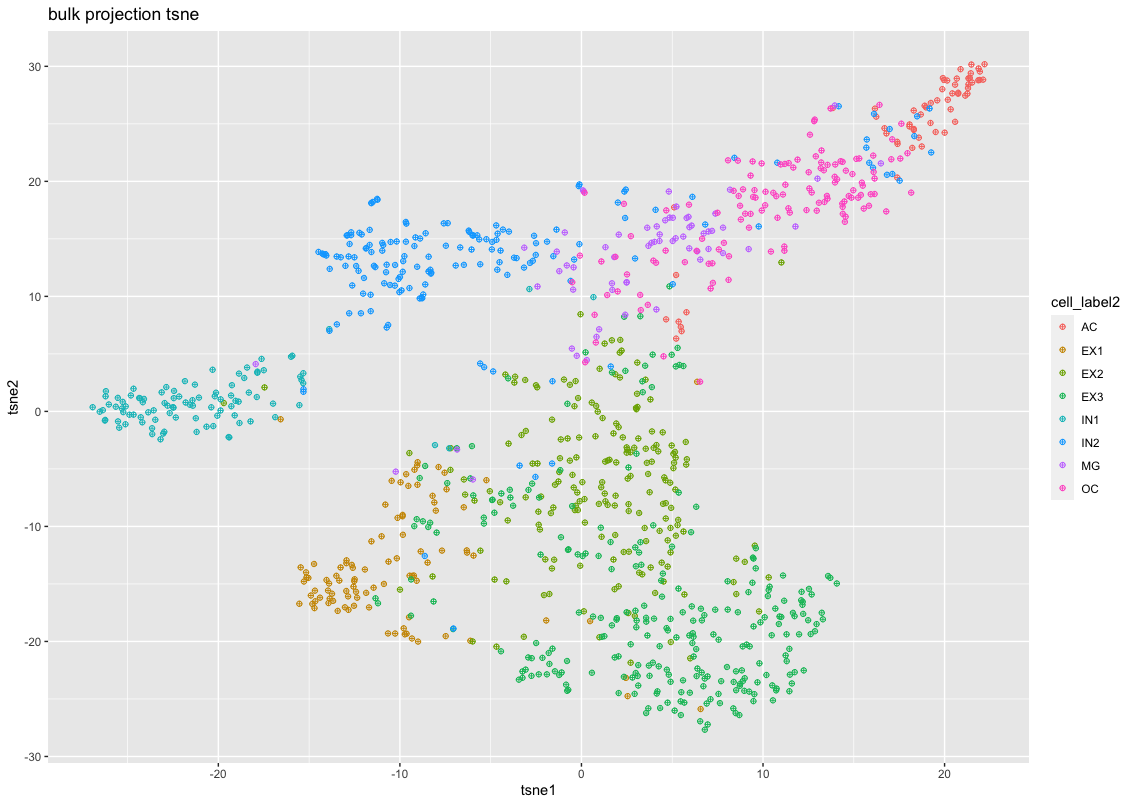 bulk projection tsne
30
20
10
0
-10
-20
-30
tsne2
-20
-10
0
10
20
tsne1
cell_label2
AC
EX1
EX2
EX3
IN1
IN2
MG
OC